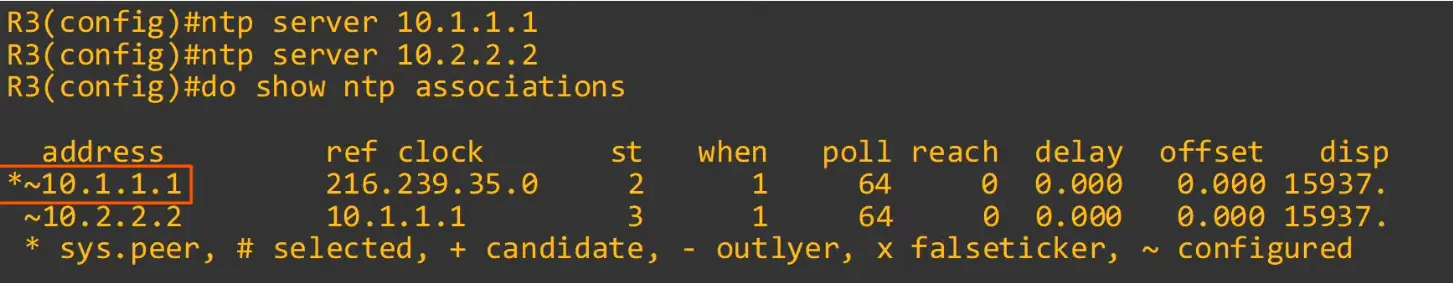 R3(config)#ntp server 10.1.1.1
R3(config)#ntp server 10.2.2.2
R3(config)#do show ntp associations
address ref clock st when poll reach delay offset disp
*~10.1.1.1 216.239.35.0 2 1 64 0 0.000 0.000 15937.
~10.2.2.2 10.1.1.1 3 1 64 0 0.000 0.000 15937.
* sys.peer, # selected, + candidate, - outlyer, x falseticker, ~ configured